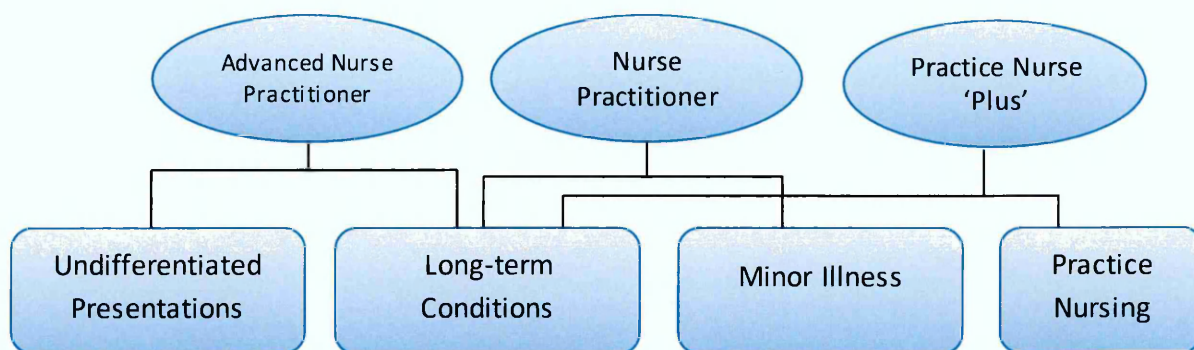 Advanced Nurse
Practitioner
Nurse
Practitioner
Practice Nurse
‘Plus’
Undifferentiated
Presentations
Long-term
Conditions
Minor Illness
Practice
Nursing